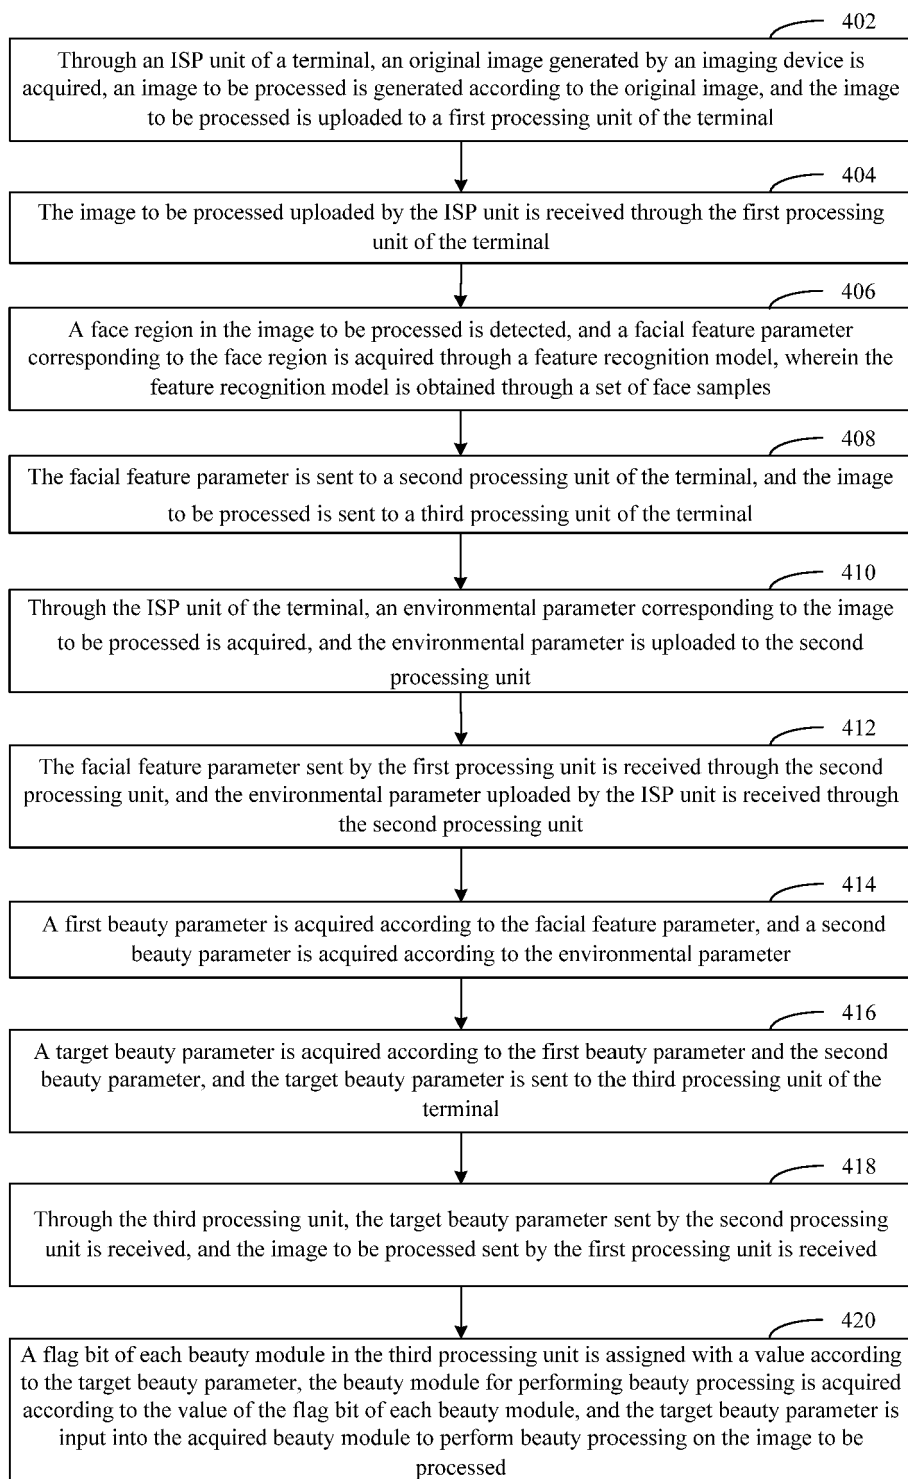 402
Through an ISP unit of a terminal, an original image generated by an imaging device is
acquired, an image to be processed is generated according to the original image, and the image
to be processed is uploaded to a first processing unit of the terminal
404
The image to be processed uploaded by the ISP unit is received through the first processing
unit of the terminal
406
A face region in the image to be processed is detected, and a facial feature parameter
corresponding to the face region is acquired through a feature recognition model, wherein the
feature recognition model is obtained through a set of face samples
408
The facial feature parameter is sent to a second processing unit of the terminal, and the image
to be processed is sent to a third processing unit of the terminal
410
Through the ISP unit of the terminal, an environmental parameter corresponding to the image
to be processed is acquired, and the environmental parameter is uploaded to the second
processing unit
412
The facial feature parameter sent by the first processing unit is received through the second
processing unit, and the environmental parameter uploaded by the ISP unit is received through
the second processing unit
414
A first beauty parameter is acquired according to the facial feature parameter, and a second
beauty parameter is acquired according to the environmental parameter
416
A target beauty parameter is acquired according to the first beauty parameter and the second
beauty parameter, and the target beauty parameter is sent to the third processing unit of the
terminal
418
Through the third processing unit, the target beauty parameter sent by the second processing
unit is received, and the image to be processed sent by the first processing unit is received
420
A flag bit of each beauty module in the third processing unit is assigned with a value according
to the target beauty parameter, the beauty module for performing beauty processing is acquired
according to the value of the flag bit of each beauty module, and the target beauty parameter is
input into the acquired beauty module to perform beauty processing on the image to be
processed